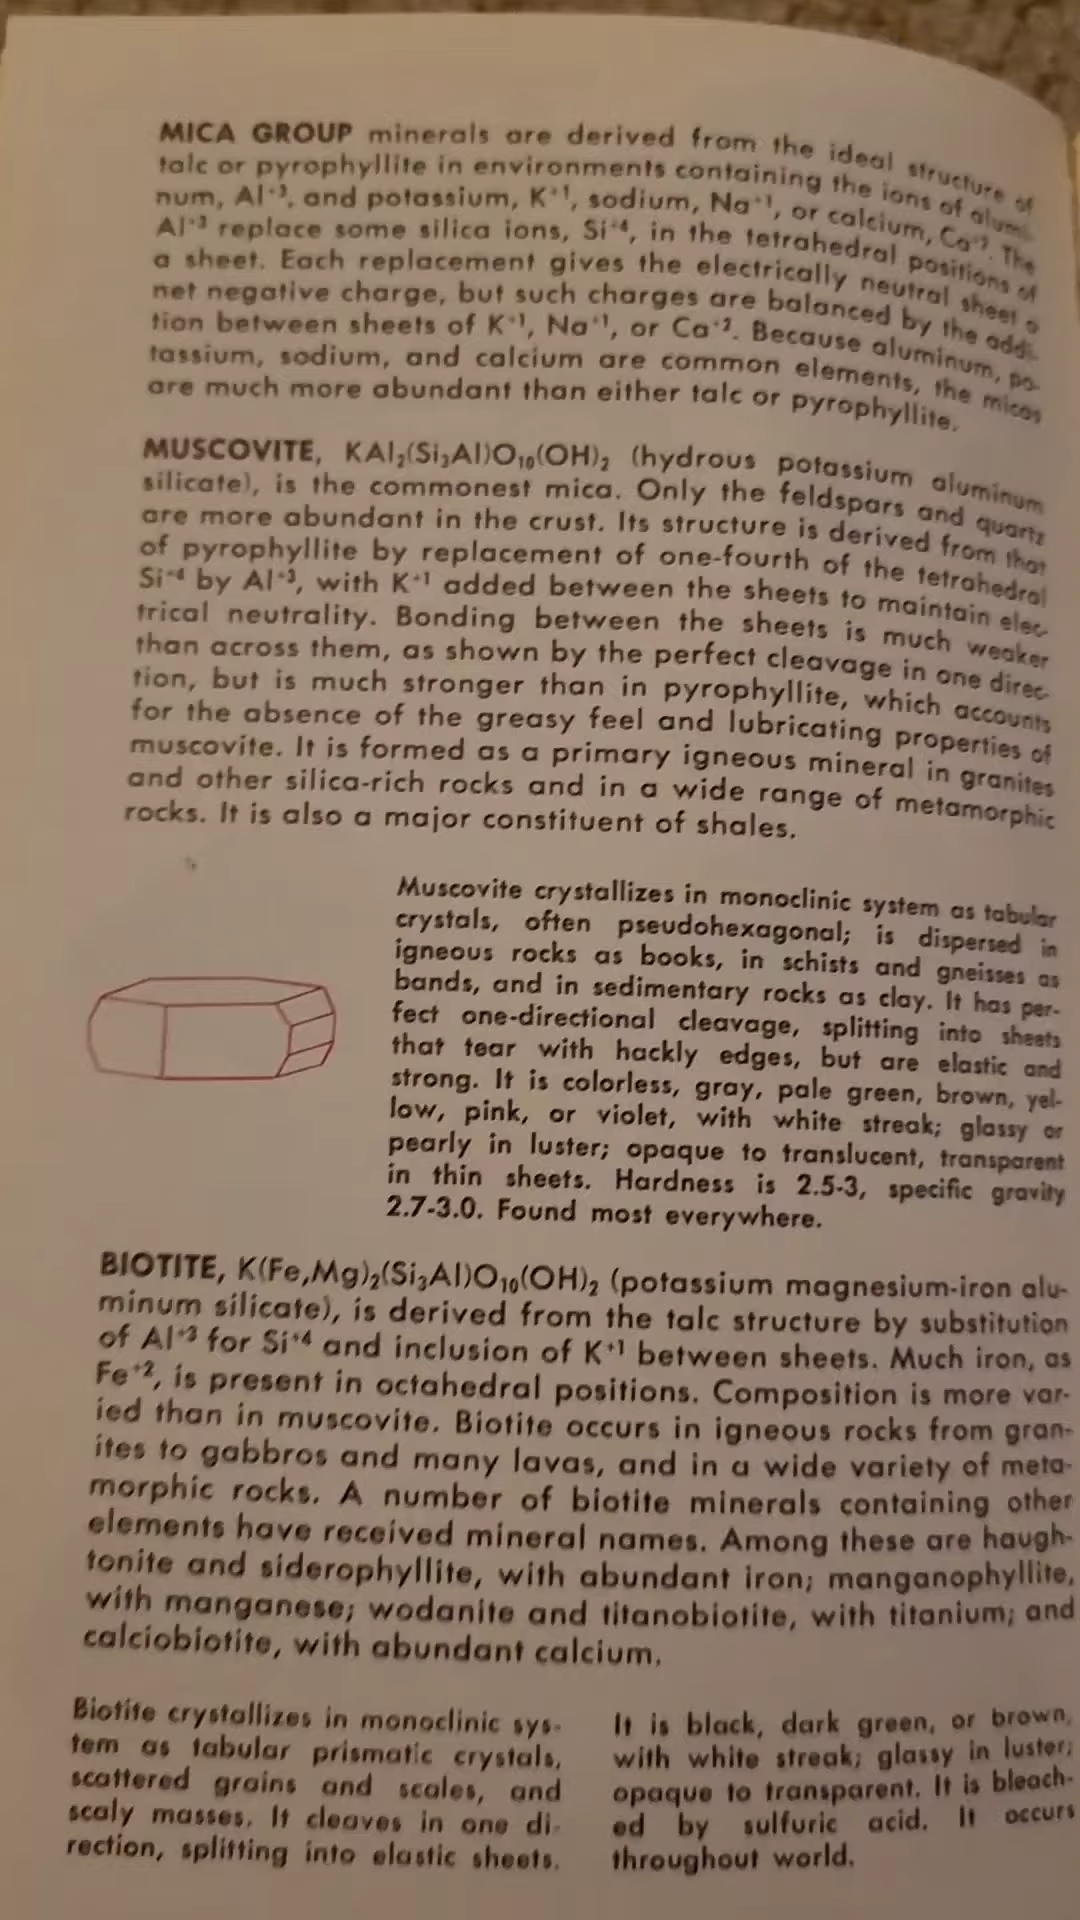 MICA GROUP minerals are derived from the ideal structure of
talc or pyrophyllite in environments containing the ions of alumi-
num, Al⁺³, and potassium, K⁺¹, sodium, Na⁺¹, or calcium, Ca⁺². The
Al⁺³ replace some silica ions, Si⁺⁴, in the tetrahedral positions of
a sheet. Each replacement gives the electrically neutral sheet a
net negative charge, but such charges are balanced by the addi-
tion between sheets of K⁺¹, Na⁺¹, or Ca⁺². Because aluminum, po-
tassium, sodium, and calcium are common elements, the micas
are much more abundant than either talc or pyrophyllite.
MUSCOVITE, KAl₂(Si₃Al)O₁₀(OH)₂ (hydrous potassium aluminum
silicate), is the commonest mica. Only the feldspars and quartz
are more abundant in the crust. Its structure is derived from that
of pyrophyllite by replacement of one-fourth of the tetrahedral
Si⁺⁴ by Al⁺³, with K⁺¹ added between the sheets to maintain elec-
trical neutrality. Bonding between the sheets is much weaker
than across them, as shown by the perfect cleavage in one direc-
tion, but is much stronger than in pyrophyllite, which accounts
for the absence of the greasy feel and lubricating properties of
muscovite. It is formed as a primary igneous mineral in granites
and other silica-rich rocks and in a wide range of metamorphic
rocks. It is also a major constituent of shales.
Muscovite crystallizes in monoclinic system as tabular
crystals, often pseudohexagonal; is dispersed in
igneous rocks as books, in schists and gneisses as
bands, and in sedimentary rocks as clay. It has per-
fect one-directional cleavage, splitting into sheets
that tear with hackly edges, but are elastic and
strong. It is colorless, gray, pale green, brown, yel-
low, pink, or violet, with white streak; glassy or
pearly in luster; opaque to translucent, transparent
in thin sheets. Hardness is 2.5-3, specific gravity
2.7-3.0. Found most everywhere.
BIOTITE, K(Fe,Mg)₂(Si₃Al)O₁₀(OH)₂ (potassium magnesium-iron alu-
minum silicate), is derived from the talc structure by substitution
of Al⁺³ for Si⁺⁴ and inclusion of K⁺¹ between sheets. Much iron, as
Fe⁺², is present in octahedral positions. Composition is more var-
ied than in muscovite. Biotite occurs in igneous rocks from gran-
ites to gabbros and many lavas, and in a wide variety of meta-
morphic rocks. A number of biotite minerals containing other
elements have received mineral names. Among these are haugh-
tonite and siderophyllite, with abundant iron; manganophyllite,
with manganese; wodanite and titanobiotite, with titanium; and
calciobiotite, with abundant calcium.
Biotite crystallizes in monoclinic sys-
tem as tabular prismatic crystals,
scattered grains and scales, and
scaly masses. It cleaves in one di-
rection, splitting into elastic sheets.
It is black, dark green, or brown,
with white streak; glassy in luster;
opaque to transparent. It is bleach-
ed by sulfuric acid. It occurs
throughout world.